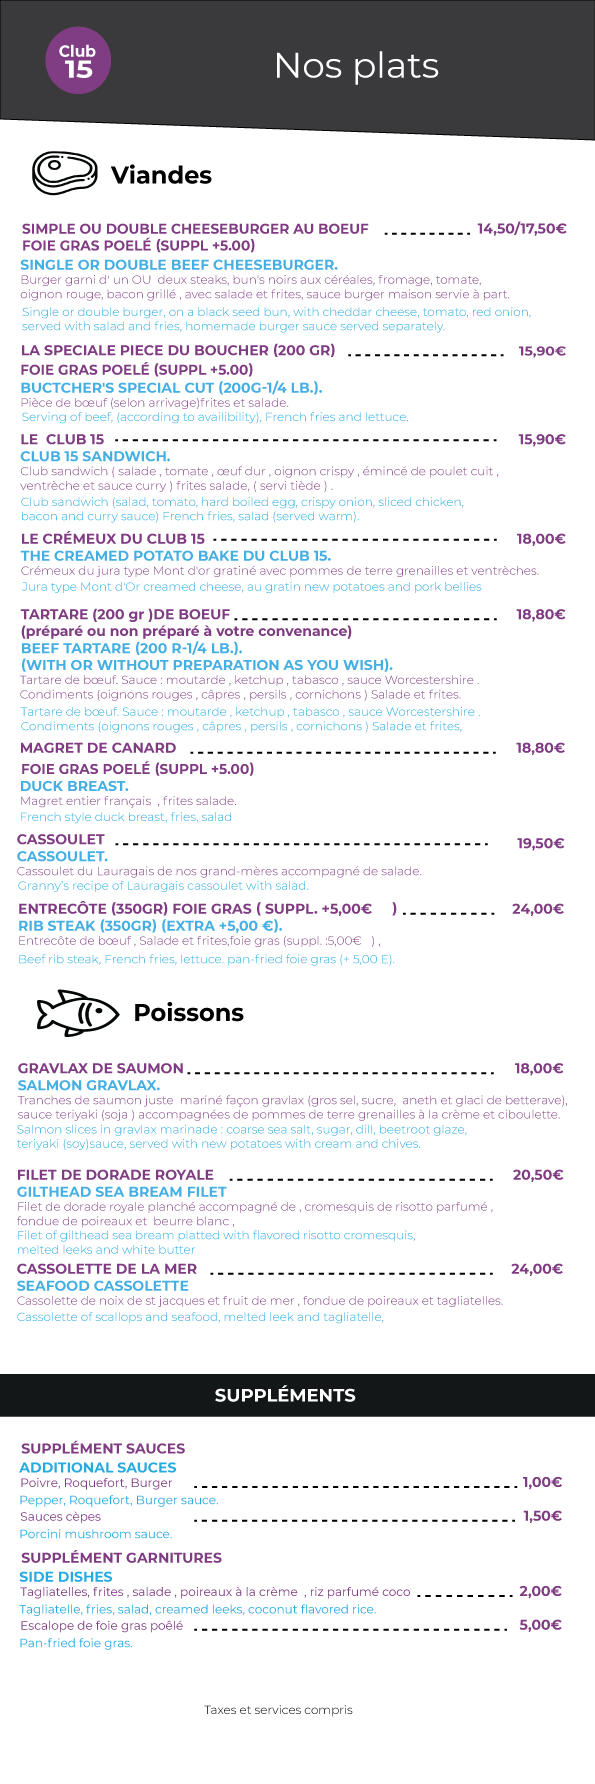 Club
15
Nos plats
Viandes
SIMPLE OU DOUBLE CHEESEBURGER AU BOEUF 14,50/17,50€
FOIE GRAS POELÉ (SUPPL +5.00)
SINGLE OR DOUBLE BEEF CHEESEBURGER.
Burger garni d' un OU deux steaks, bun's noirs aux céréales, fromage, tomate,
oignon rouge, bacon grillé , avec salade et frites, sauce burger maison servie à part.
Single or double burger, on a black seed bun, with cheddar cheese, tomato, red onion,
served with salad and fries, homemade burger sauce served separately.
LA SPECIALE PIECE DU BOUCHER (200 GR) 15,90€
FOIE GRAS POELÉ (SUPPL +5.00)
BUCTCHER'S SPECIAL CUT (200G-1/4 LB.).
Pièce de bœuf (selon arrivage)frites et salade.
Serving of beef, (according to availibility), French fries and lettuce.
LE CLUB 15 15,90€
CLUB 15 SANDWICH.
Club sandwich ( salade , tomate , œuf dur , oignon crispy , émincé de poulet cuit ,
ventrèche et sauce curry ) frites salade, ( servi tiède ) .
Club sandwich (salad, tomato, hard boiled egg, crispy onion, sliced chicken,
bacon and curry sauce) French fries, salad (served warm).
LE CRÉMEUX DU CLUB 15 18,00€
THE CREAMED POTATO BAKE DU CLUB 15.
Crémeux du jura type Mont d'or gratiné avec pommes de terre grenailles et ventrèches.
Jura type Mont d'Or creamed cheese, au gratin new potatoes and pork bellies
TARTARE (200 gr )DE BOEUF 18,80€
(préparé ou non préparé à votre convenance)
BEEF TARTARE (200 R-1/4 LB.).
(WITH OR WITHOUT PREPARATION AS YOU WISH).
Tartare de bœuf. Sauce : moutarde , ketchup , tabasco , sauce Worcestershire .
Condiments (oignons rouges , câpres , persils , cornichons ) Salade et frites.
Tartare de bœuf. Sauce : moutarde , ketchup , tabasco , sauce Worcestershire .
Condiments (oignons rouges , câpres , persils , cornichons ) Salade et frites,
MAGRET DE CANARD 18,80€
FOIE GRAS POELÉ (SUPPL +5.00)
DUCK BREAST.
Magret entier français , frites salade.
French style duck breast, fries, salad
CASSOULET 19,50€
CASSOULET.
Cassoulet du Lauragais de nos grand-mères accompagné de salade.
Granny's recipe of Lauragais cassoulet with salad.
ENTRECÔTE (350GR) FOIE GRAS ( SUPPL. +5,00€ ) 24,00€
RIB STEAK (350GR) (EXTRA +5,00 €).
Entrecôte de bœuf , Salade et frites,foie gras (suppl. :5,00€ ) ,
Beef rib steak, French fries, lettuce. pan-fried foie gras (+ 5,00 E).
Poissons
GRAVLAX DE SAUMON 18,00€
SALMON GRAVLAX.
Tranches de saumon juste mariné façon gravlax (gros sel, sucre, aneth et glaci de betterave),
sauce teriyaki (soja ) accompagnées de pommes de terre grenailles à la crème et ciboulette.
Salmon slices in gravlax marinade : coarse sea salt, sugar, dill, beetroot glaze,
teriyaki (soy)sauce, served with new potatoes with cream and chives.
FILET DE DORADE ROYALE 20,50€
GILTHEAD SEA BREAM FILET
Filet de dorade royale planché accompagné de , cromesquis de risotto parfumé ,
fondue de poireaux et beurre blanc ,
Filet of gilthead sea bream platted with flavored risotto cromesquis,
melted leeks and white butter
CASSOLETTE DE LA MER 24,00€
SEAFOOD CASSOLETTE
Cassolette de noix de st jacques et fruit de mer , fondue de poireaux et tagliatelles.
Cassolette of scallops and seafood, melted leek and tagliatelle,
SUPPLÉMENTS
SUPPLÉMENT SAUCES
ADDITIONAL SAUCES
Poivre, Roquefort, Burger 1,00€
Pepper, Roquefort, Burger sauce.
Sauces cèpes 1,50€
Porcini mushroom sauce.
SUPPLÉMENT GARNITURES
SIDE DISHES
Tagliatelles, frites , salade , poireaux à la crème , riz parfumé coco 2,00€
Tagliatelle, fries, salad, creamed leeks, coconut flavored rice.
Escalope de foie gras poêlé 5,00€
Pan-fried foie gras.
Taxes et services compris